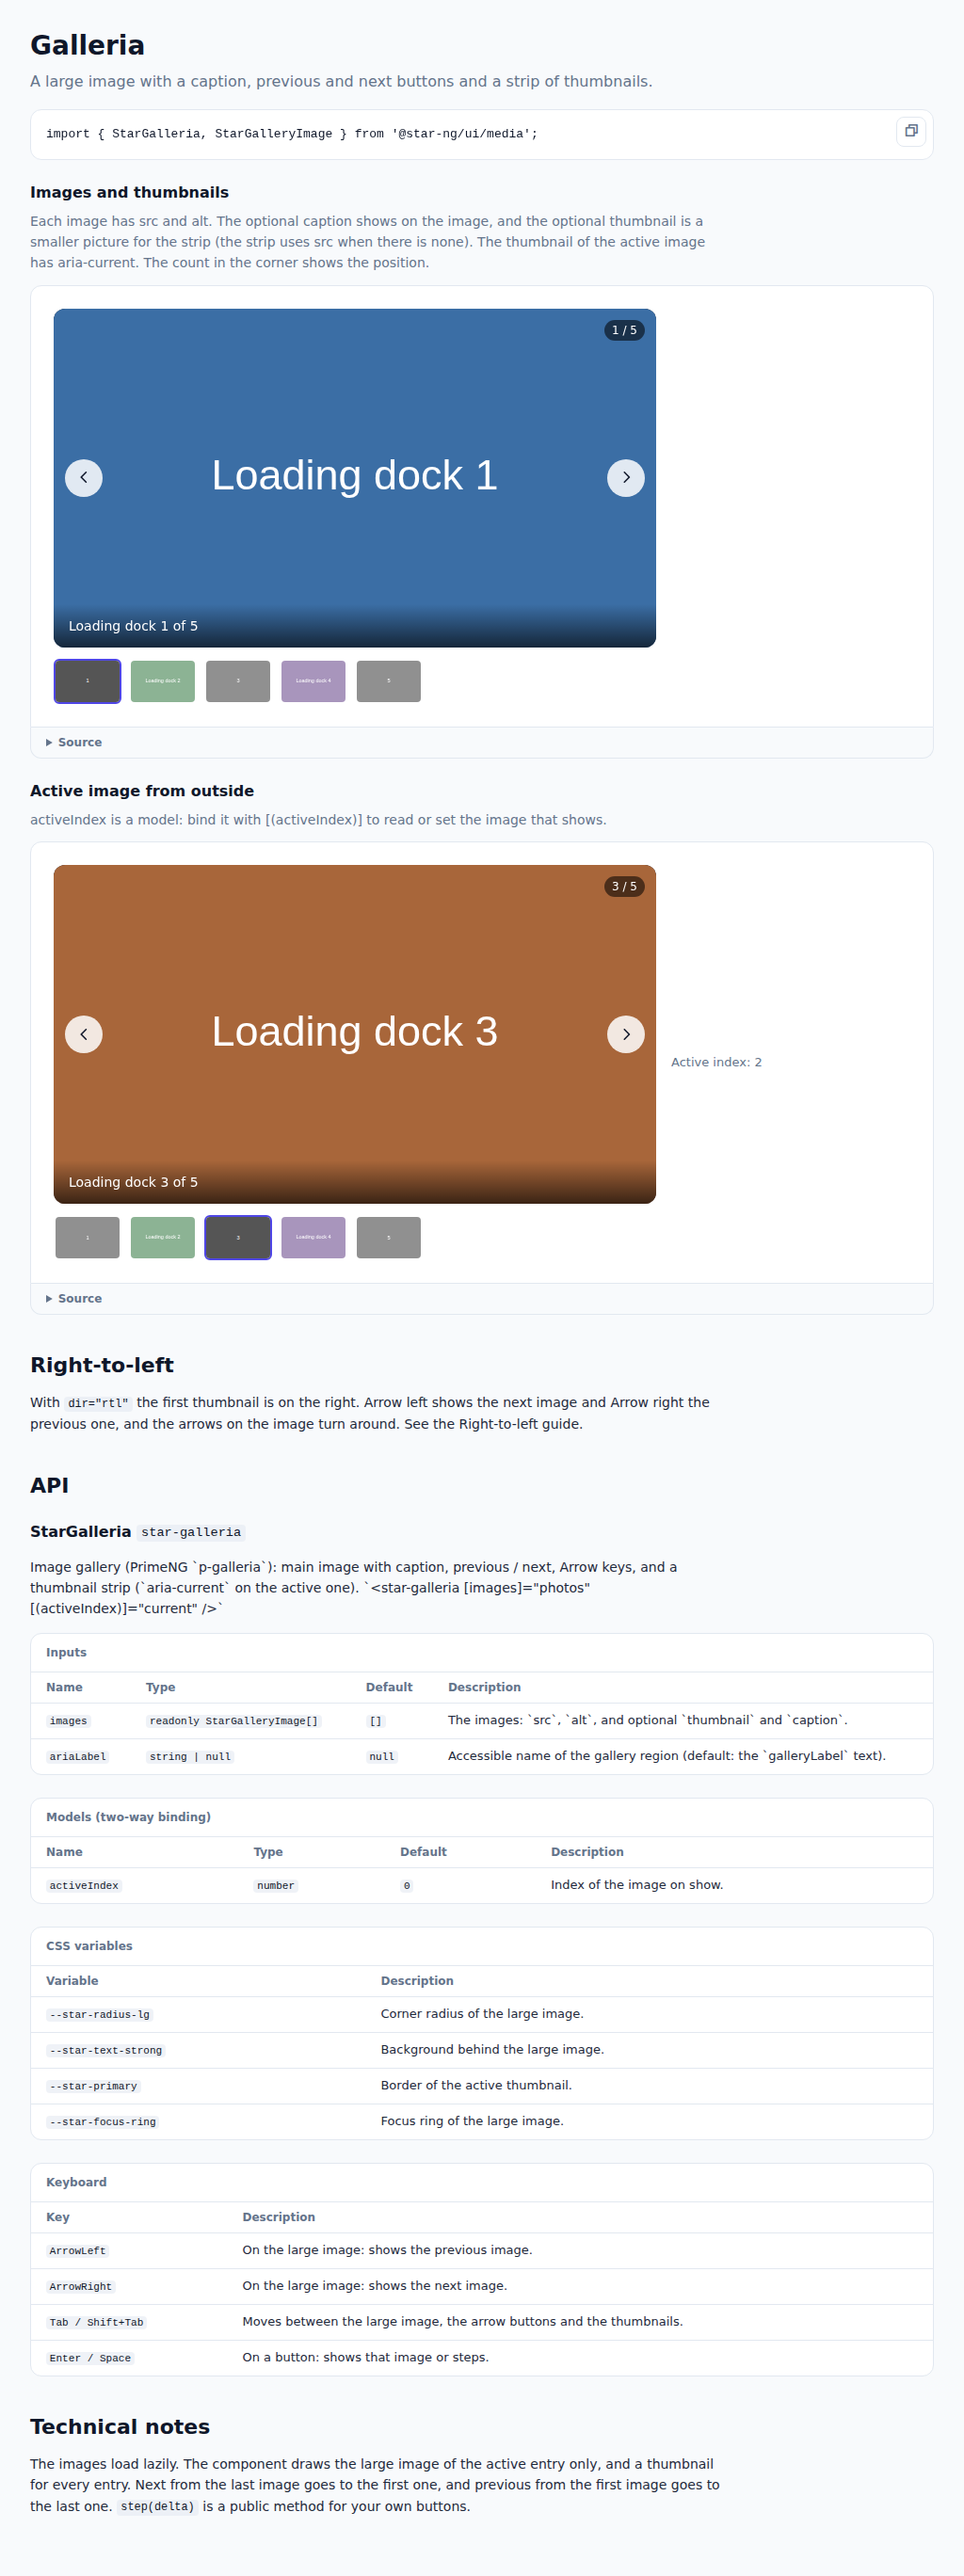 Galleria
A large image with a caption, previous and next buttons and a strip of thumbnails.
import { StarGalleria, StarGalleryImage } from '@star-ng/ui/media';
Images and thumbnails
Each image has src and alt. The optional caption shows on the image, and the optional thumbnail is a
smaller picture for the strip (the strip uses src when there is none). The thumbnail of the active image
has aria-current. The count in the corner shows the position.
1 / 5
Loading dock 1
Loading dock 1 of 5
1 Loading dock 2 3 Loading dock 4 5
Source
Active image from outside
activeIndex is a model: bind it with [(activeIndex)] to read or set the image that shows.
3 / 5
Loading dock 3
Active index: 2
Loading dock 3 of 5
1 Loading dock 2 3 Loading dock 4 5
Source
Right-to-left
With dir="rtl" the first thumbnail is on the right. Arrow left shows the next image and Arrow right the
previous one, and the arrows on the image turn around. See the Right-to-left guide.
API
StarGalleria star-galleria
Image gallery (PrimeNG `p-galleria`): main image with caption, previous / next, Arrow keys, and a
thumbnail strip (`aria-current` on the active one). `<star-galleria [images]="photos"
[(activeIndex)]="current" />`
Inputs
Name Type Default Description
images readonly StarGalleryImage[] [] The images: `src`, `alt`, and optional `thumbnail` and `caption`.
ariaLabel string | null null Accessible name of the gallery region (default: the `galleryLabel` text).
Models (two-way binding)
Name Type Default Description
activeIndex number 0 Index of the image on show.
CSS variables
Variable Description
--star-radius-lg Corner radius of the large image.
--star-text-strong Background behind the large image.
--star-primary Border of the active thumbnail.
--star-focus-ring Focus ring of the large image.
Keyboard
Key Description
ArrowLeft On the large image: shows the previous image.
ArrowRight On the large image: shows the next image.
Tab / Shift+Tab Moves between the large image, the arrow buttons and the thumbnails.
Enter / Space On a button: shows that image or steps.
Technical notes
The images load lazily. The component draws the large image of the active entry only, and a thumbnail
for every entry. Next from the last image goes to the first one, and previous from the first image goes to
the last one. step(delta) is a public method for your own buttons.